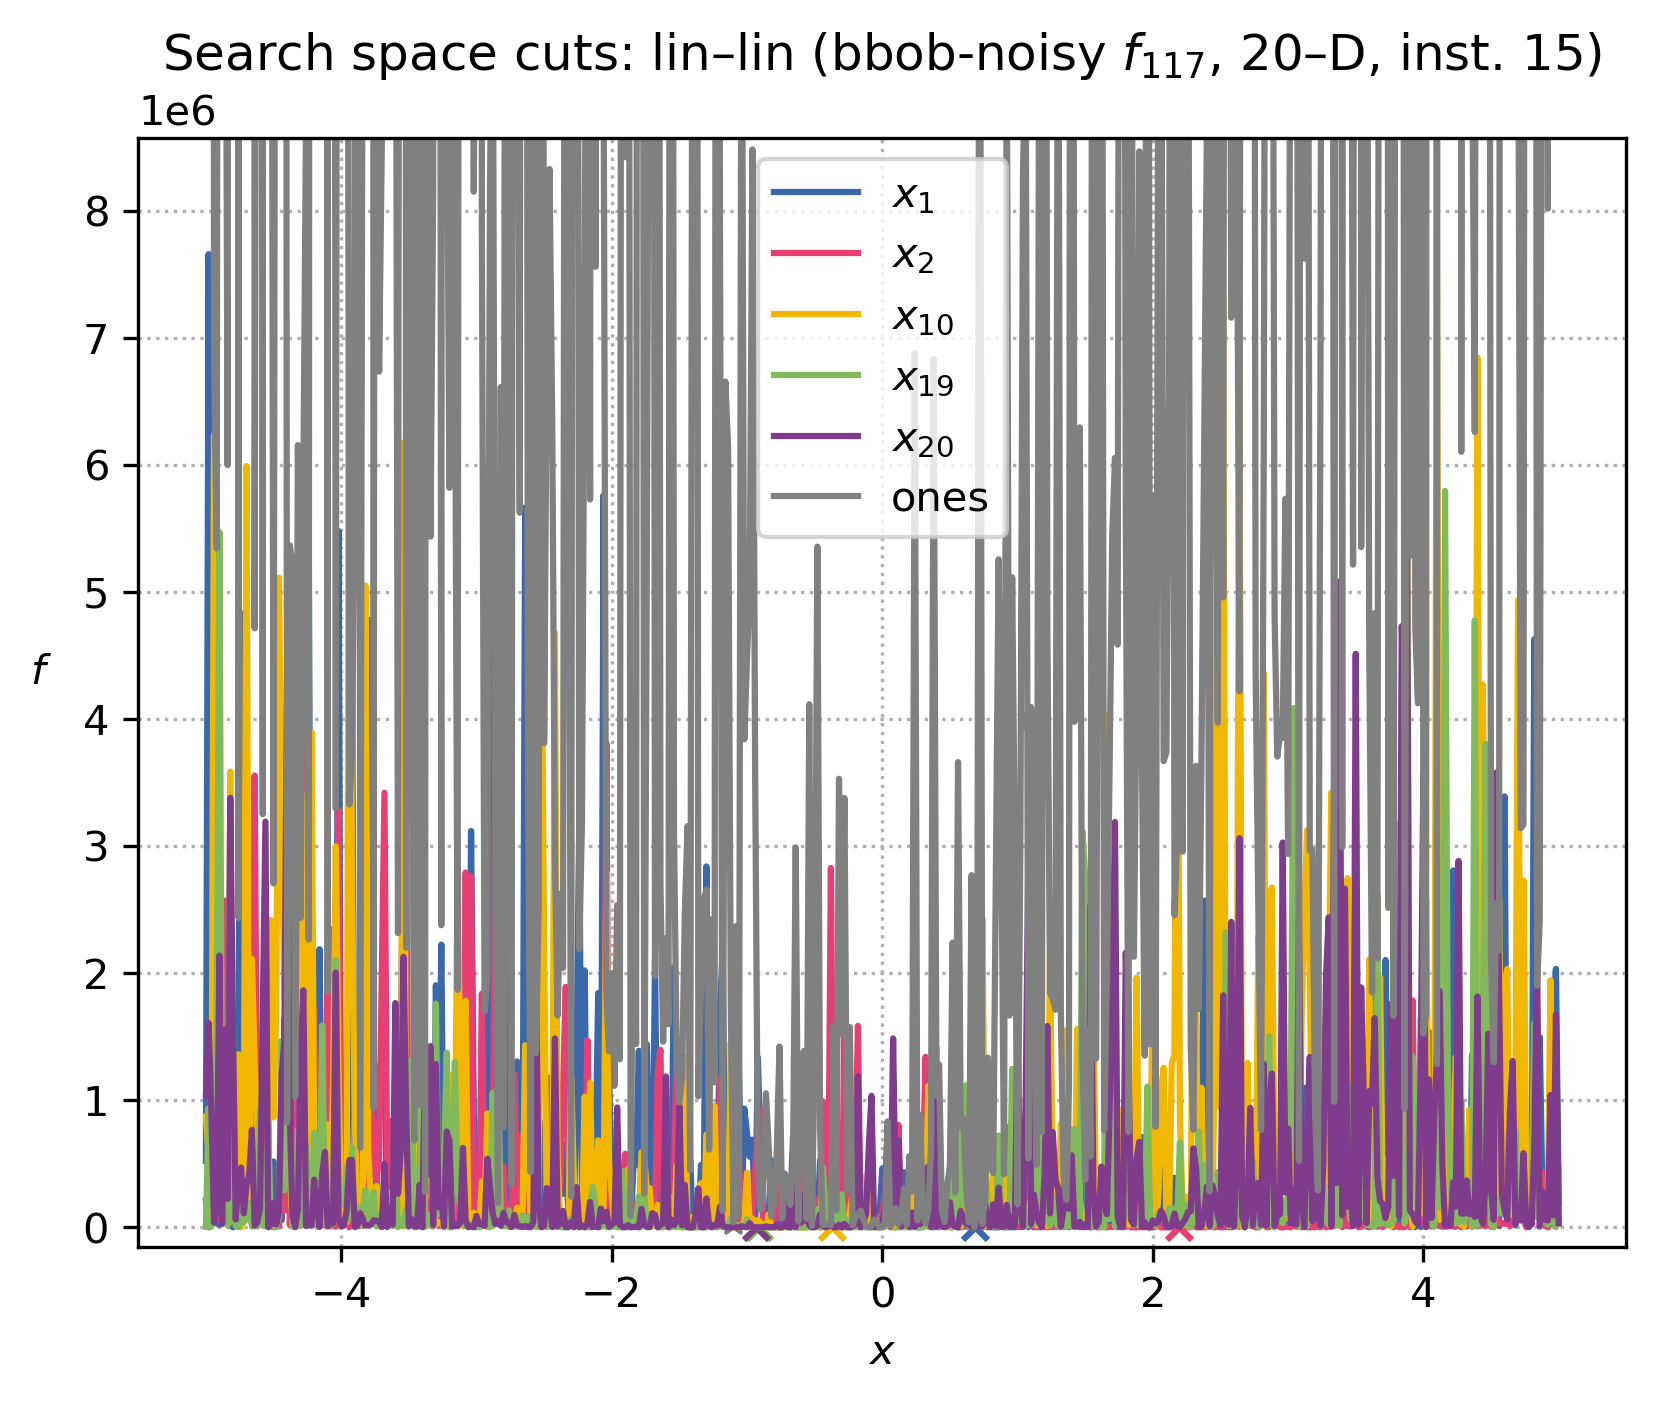 Search space cuts: lin–lin (bbob-noisy f₁₁₇, 20–D, inst. 15)
1e6
8
7
6
5
4
3
2
1
0
f
x₁
x₂
x₁₀
x₁₉
x₂₀
ones
−4 −2 0 2 4
x